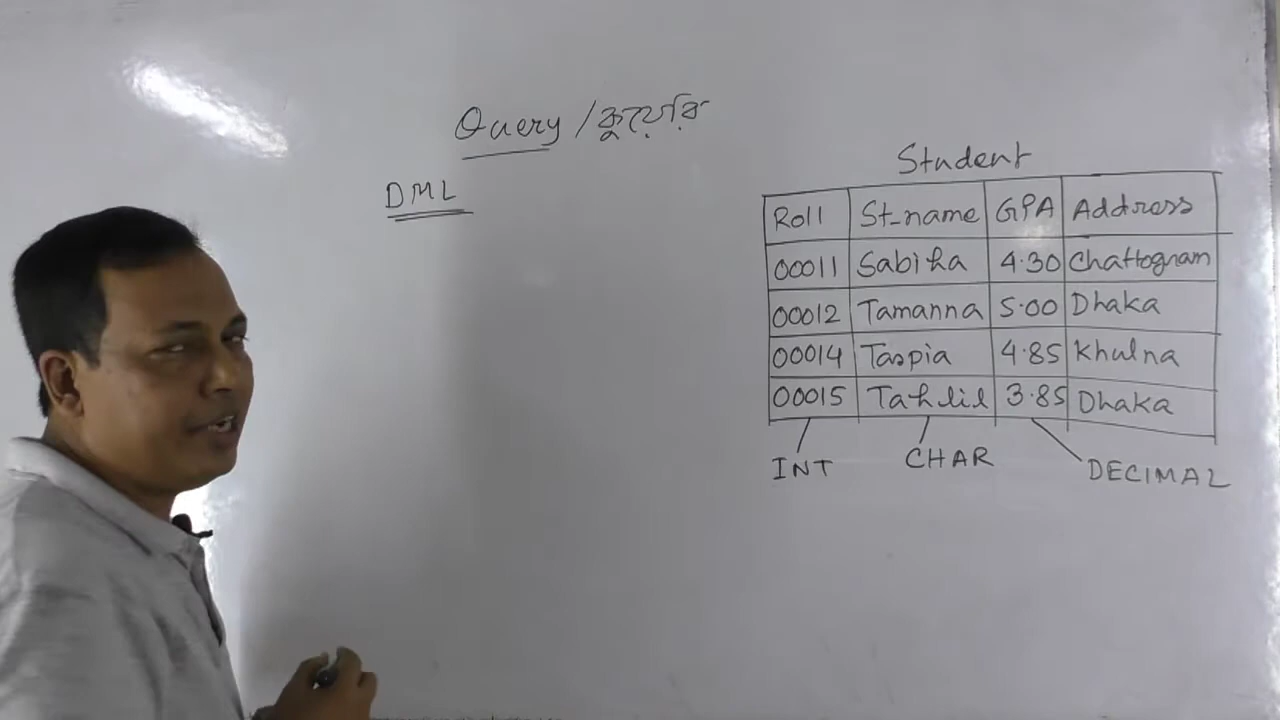 Query / কুয়েরি
DML
Student
Roll St_name GPA Address
00011 Sabiha 4.30 Chattogram
00012 Tamanna 5.00 Dhaka
00014 Taspia 4.85 Khulna
00015 Tahlil 3.85 Dhaka
INT CHAR DECIMAL